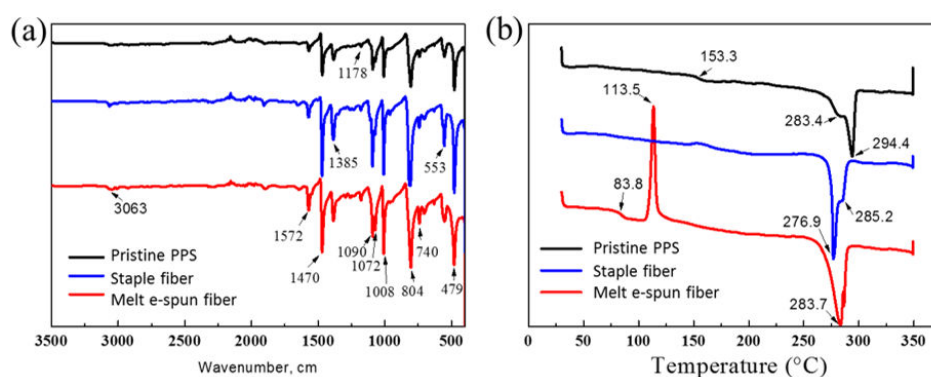 (a)
1178
1385
553
3063
1572
1470
1090
1072
1008
804
740
479
Pristine PPS
Staple fiber
Melt e-spun fiber
3500 2500 2000 1500 1000 500
Wavenumber, cm
(b)
153.3
113.5
283.4
294.4
83.8
276.9
285.2
283.7
Pristine PPS
Staple fiber
Melt e-spun fiber
0 50 100 150 200 250 300 350
Temperature (°C)